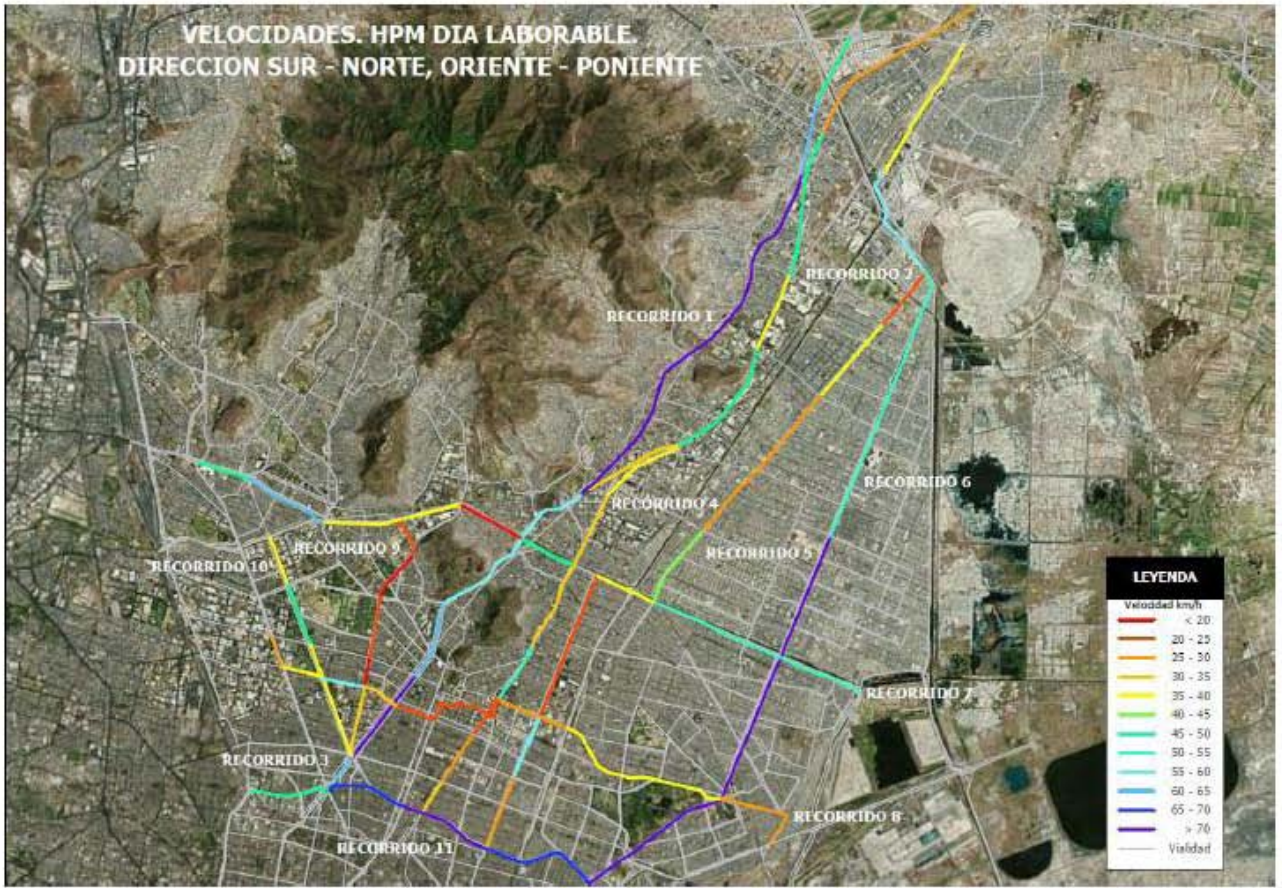 VELOCIDADES. HPM DIA LABORABLE.
DIRECCION SUR - NORTE, ORIENTE - PONIENTE
RECORRIDO 2
RECORRIDO 1
RECORRIDO 6
RECORRIDO 4
RECORRIDO 9
RECORRIDO 5
RECORRIDO 10
RECORRIDO 7
RECORRIDO 3
RECORRIDO 8
RECORRIDO 11
LEYENDA
Velocidad km/h
< 20
20 - 25
25 - 30
30 - 35
35 - 40
40 - 45
45 - 50
50 - 55
55 - 60
60 - 65
65 - 70
> 70
Vialidad